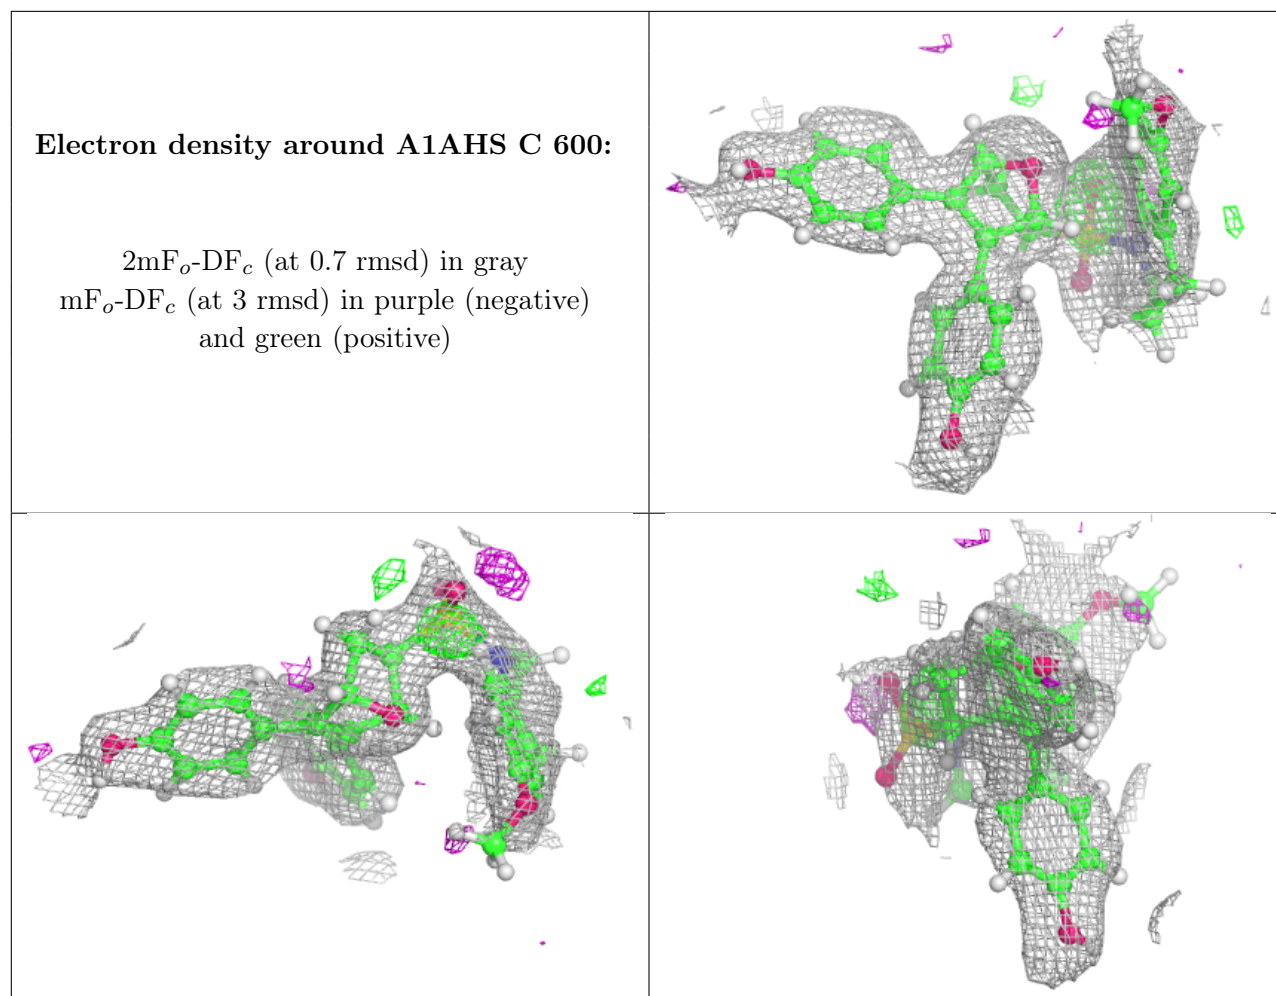 Electron density around A1AHS C 600:
2mFo-DFc (at 0.7 rmsd) in gray
mFo-DFc (at 3 rmsd) in purple (negative)
and green (positive)